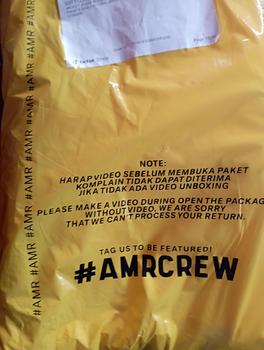 NOTE:
HARAP VIDEO SEBELUM MEMBUKA PAKET
KOMPLAIN TIDAK DAPAT DITERIMA
JIKA TIDAK ADA VIDEO UNBOXING
PLEASE MAKE A VIDEO DURING OPEN THE PACKAG
WITHOUT VIDEO, WE ARE SORRY
THAT WE CAN'T PROCESS YOUR RETURN.
TAG US TO BE FEATURED!
#AMRCREW
#AMR #AMR #AMR #AMR #AMR #AMR #AMR #AMR